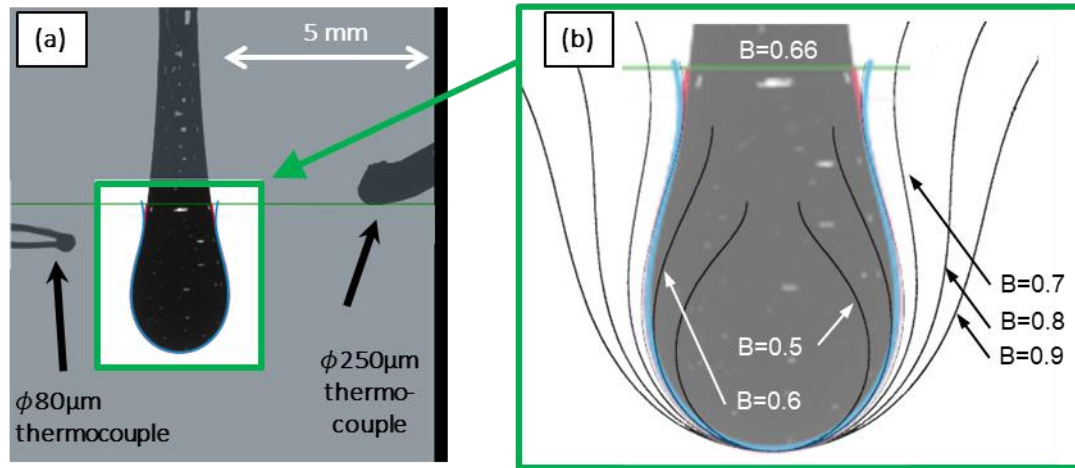 (a)
5 mm
ϕ80μm
thermocouple
ϕ250μm
thermo-
couple
(b)
B=0.66
B=0.7
B=0.8
B=0.9
B=0.5
B=0.6